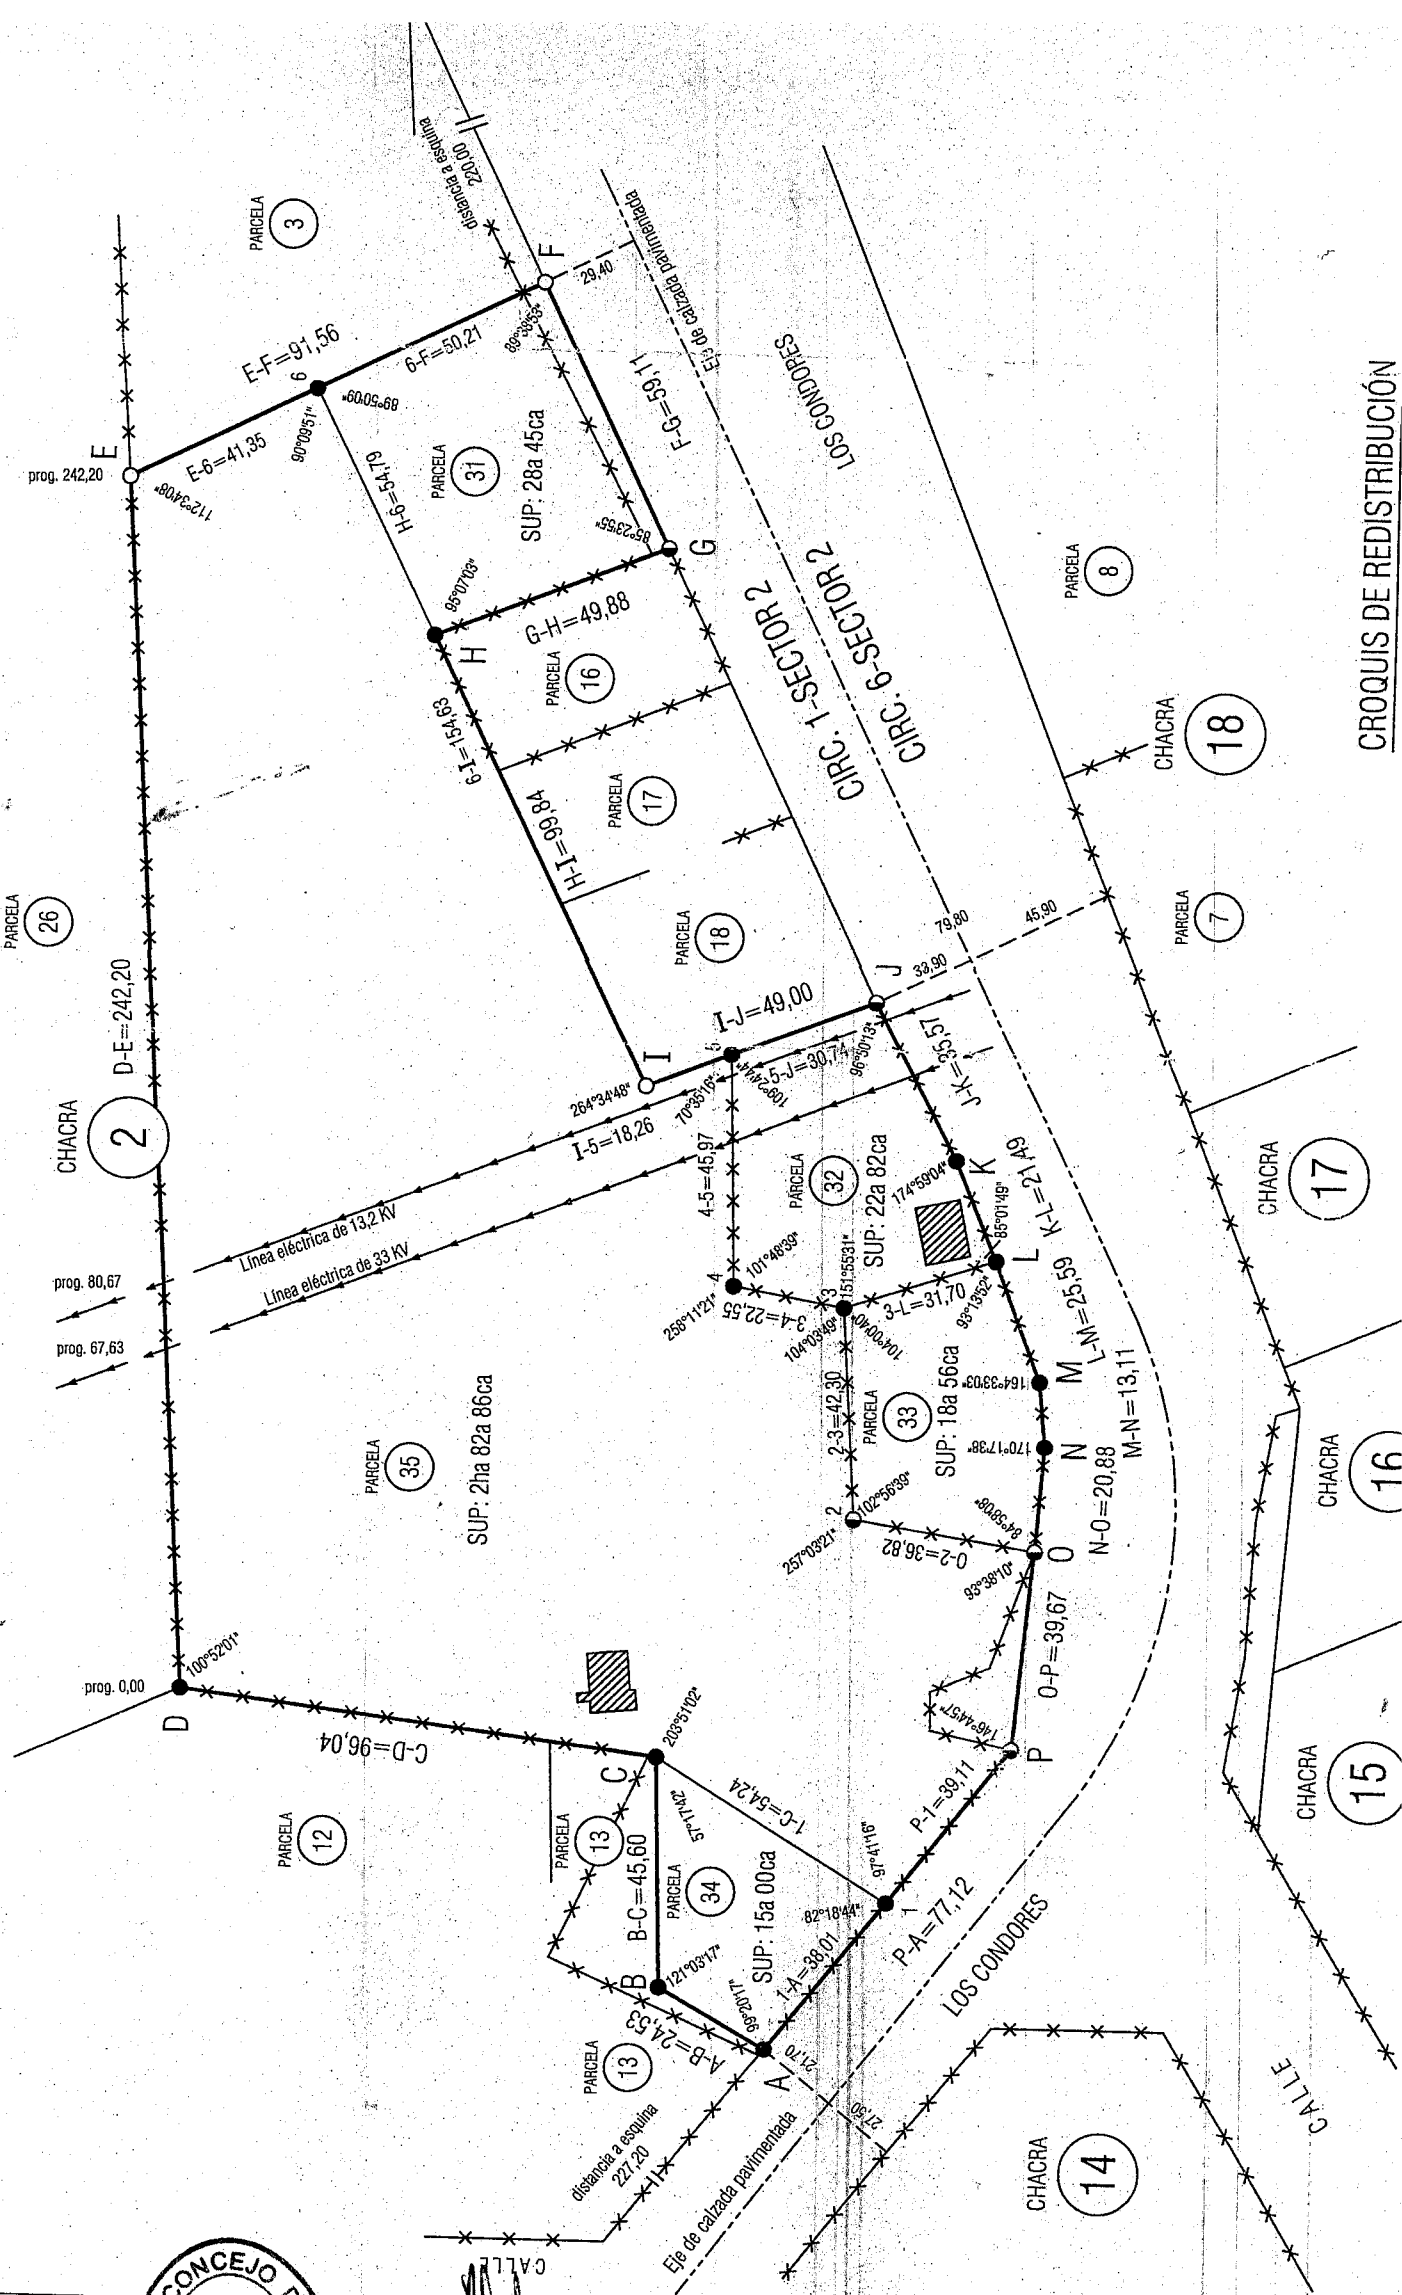 PARCELA
3
distancia a esquina
220,00
E
prog. 242,20
112°34'08"
E-F=91,56
E-6=41,35
6
90°09'51"
89°50'09"
6-F=50,21
89°38'53"
F
29,40
Eje de calzada pavimentada
H-6=54,79
PARCELA
31
SUP: 28a 45ca
85°23'55"
F-G=59,11
G
LOS CONDORES
95°07'03"
H
G-H=49,88
PARCELA
16
6-I=154,63
H-I=99,84
PARCELA
17
PARCELA
18
CIRC. 1-SECTOR 2
CIRC. 6-SECTOR 2
PARCELA
8
CHACRA
18
CROQUIS DE REDISTRIBUCIÓN
PARCELA
26
D-E=242,20
CHACRA
2
I
264°34'48"
I-5=18,26
I-J=49,00
5
70°35'16"
109°24'44"
5-J=30,74
96°50'13"
J
33,90
79,80
45,90
PARCELA
7
J-K=35,57
4-5=45,97
PARCELA
32
SUP: 22a 82ca
174°59'04"
K
K-L=21,49
85°01'49"
L
Línea eléctrica de 13,2 KV
Línea eléctrica de 33 KV
prog. 80,67
prog. 67,63
4
101°48'39"
258°11'21"
3-4=22,55
3
151°55'31"
104°03'49"
104°00'40"
3-L=31,70
93°13'52"
L-M=25,59
M
164°33'03"
M-N=13,11
2-3=42,30
PARCELA
33
SUP: 18a 56ca
170°17'38"
N
N-O=20,88
2
102°56'39"
257°03'21"
O-2=36,82
84°58'08"
93°38'10"
O
CHACRA
17
CHACRA
16
PARCELA
35
SUP: 2ha 82a 86ca
prog. 0,00
D
100°52'01"
C-D=96,04
C
203°51'02"
57°17'42"
1-C=54,24
O-P=39,67
146°44'57"
P
P-1=39,11
97°41'16"
82°18'44"
1
P-A=77,12
1-A=38,01
LOS CONDORES
PARCELA
12
PARCELA
13
B-C=45,60
PARCELA
34
SUP: 15a 00ca
B
121°03'17"
A-B=24,53
99°20'17"
A
21,70
27,50
PARCELA
13
distancia a esquina
227,20
Eje de calzada pavimentada
CALLE
CHACRA
15
CHACRA
14
CALLE
CONCEJO